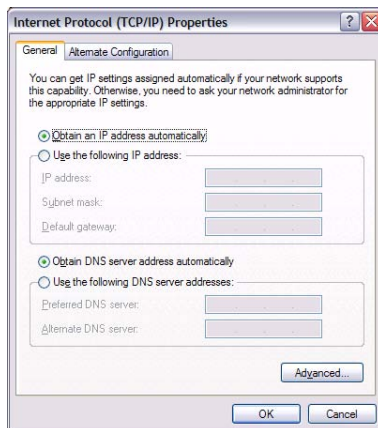 Internet Protocol (TCP/IP) Properties
General
Alternate Configuration
You can get IP settings assigned automatically if your network supports
this capability. Otherwise, you need to ask your network administrator for
the appropriate IP settings.
Obtain an IP address automatically
Use the following IP address:
IP address:
Subnet mask:
Default gateway:
Obtain DNS server address automatically
Use the following DNS server addresses:
Preferred DNS server:
Alternate DNS server:
Advanced...
OK
Cancel